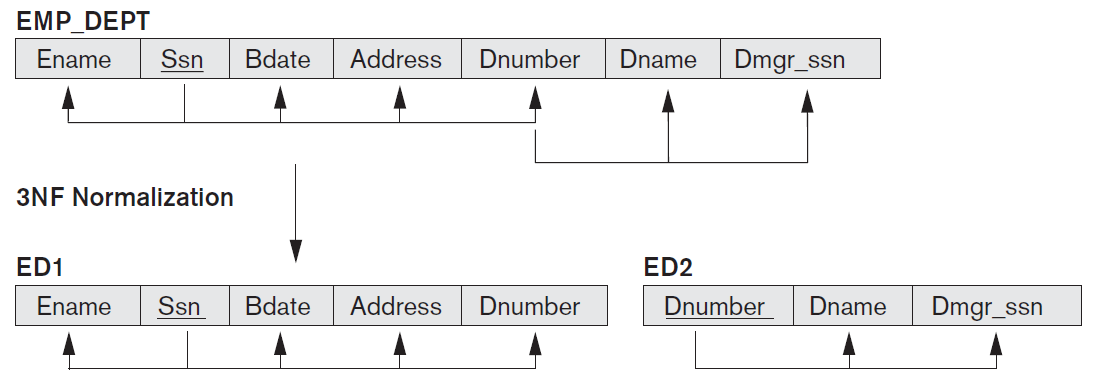 EMP_DEPT
Ename Ssn Bdate Address Dnumber Dname Dmgr_ssn
3NF Normalization
ED1
Ename Ssn Bdate Address Dnumber
ED2
Dnumber Dname Dmgr_ssn